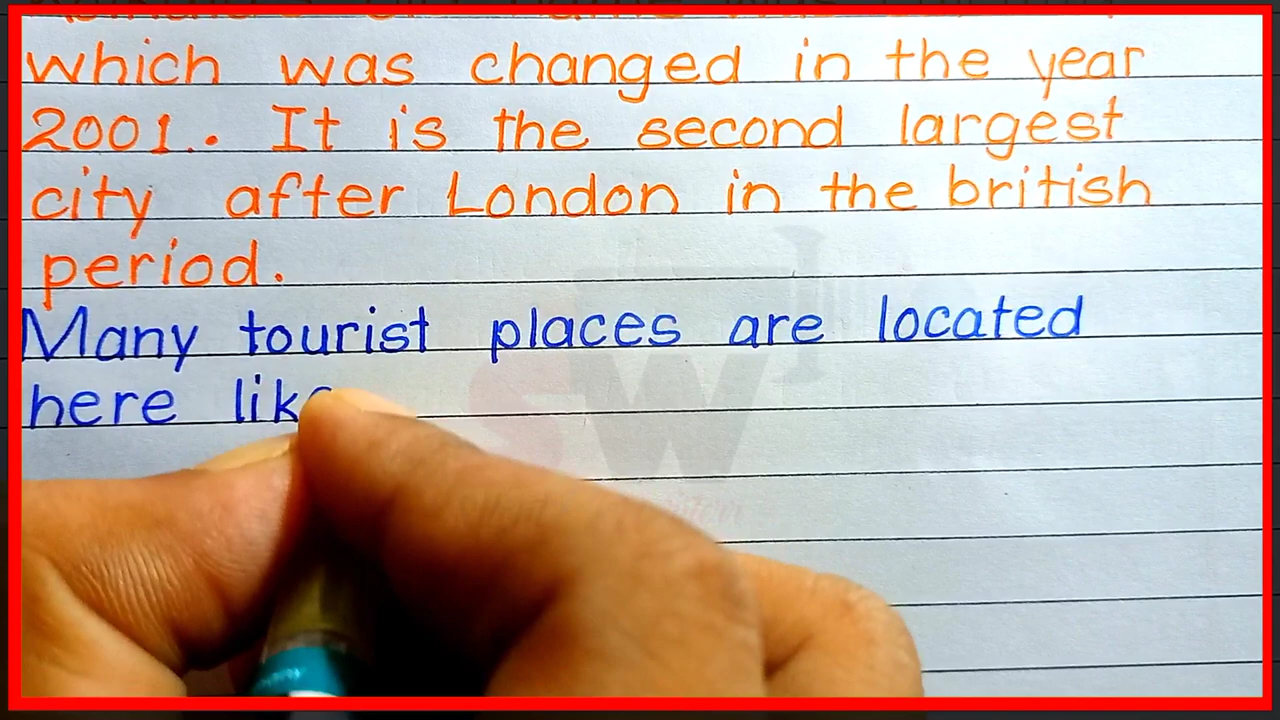 which was changed in the year
2001. It is the second largest
city after London in the british
period.
Many tourist places are located
here like